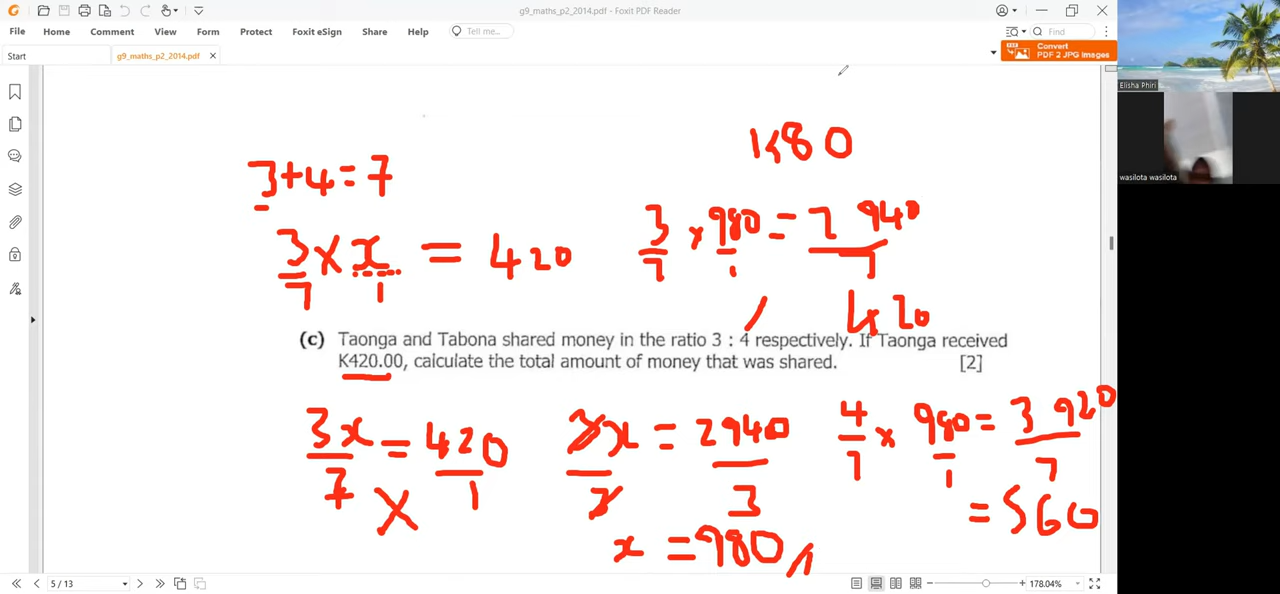 g9_maths_p2_2014.pdf - Foxit PDF Reader
File Home Comment View Form Protect Foxit eSign Share Help Tell me... Find
Start g9_maths_p2_2014.pdf
Convert
PDF 2 JPG Images
Elisha Phiri
wasilota wasilota
K80
3+4=7
3/7 × x/1 = 420
3/7 × 980/1 = 2940/7
420
(c) Taonga and Tabona shared money in the ratio 3 : 4 respectively. If Taonga received
K420.00, calculate the total amount of money that was shared. [2]
3x/7 = 420/1
3x/3 = 2940/3
4/7 × 980/1 = 3920/7
= 560
x = 980
5 / 13
178.04%